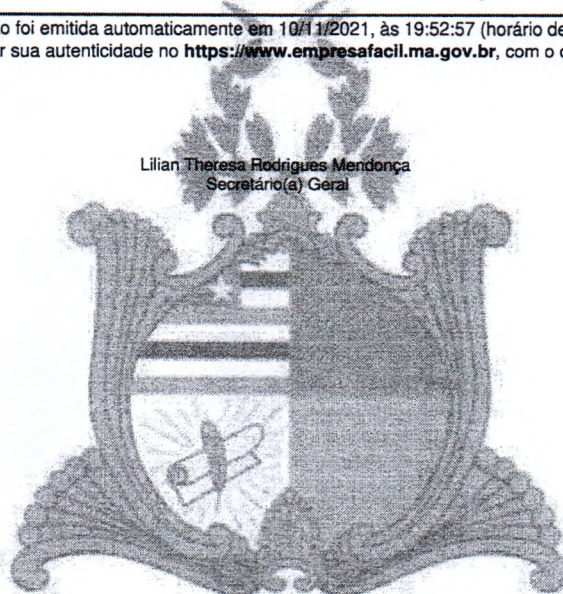 o foi emitida automaticamente em 10/11/2021, às 19:52:57 (horário de
r sua autenticidade no https://www.empresafacil.ma.gov.br, com o
Lilian Theresa Rodrigues Mendonça
Secretário(a) Geral